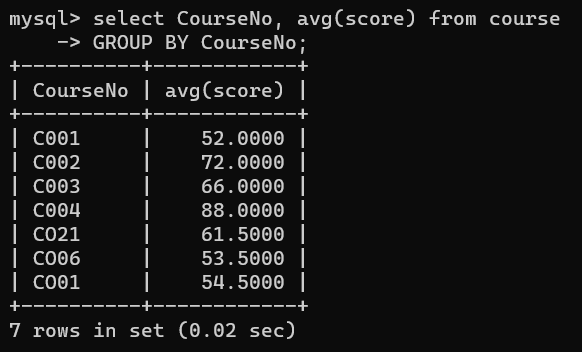 mysql> select CourseNo, avg(score) from course
    -> GROUP BY CourseNo;
+----------+------------+
| CourseNo | avg(score) |
+----------+------------+
| C001     |    52.0000 |
| C002     |    72.0000 |
| C003     |    66.0000 |
| C004     |    88.0000 |
| CO21     |    61.5000 |
| CO06     |    53.5000 |
| CO01     |    54.5000 |
+----------+------------+
7 rows in set (0.02 sec)